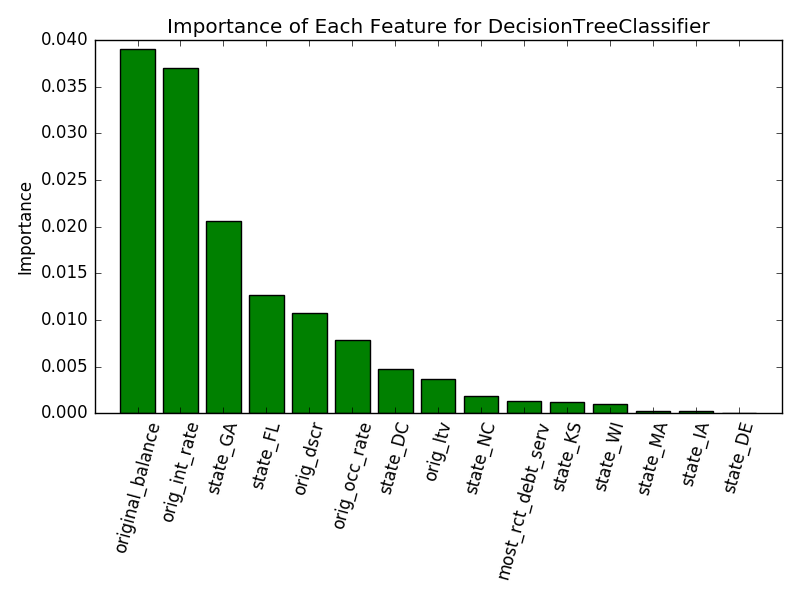 Importance of Each Feature for DecisionTreeClassifier
Importance
0.040
0.035
0.030
0.025
0.020
0.015
0.010
0.005
0.000
original_balance
orig_int_rate
state_GA
state_FL
orig_dscr
orig_occ_rate
state_DC
orig_ltv
state_NC
most_rct_debt_serv
state_KS
state_WI
state_MA
state_IA
state_DE